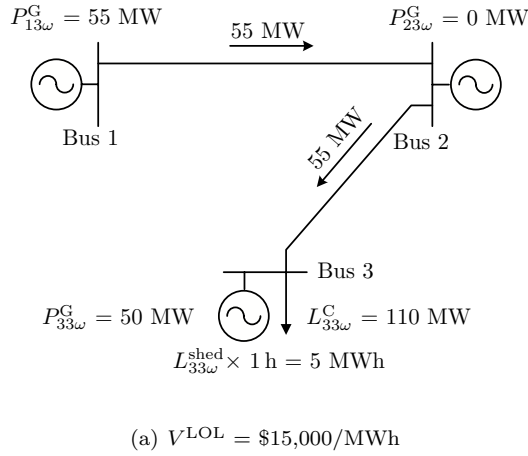 P^G_{13ω} = 55 MW
P^G_{23ω} = 0 MW
55 MW
Bus 1
Bus 2
55 MW
Bus 3
P^G_{33ω} = 50 MW
L^C_{33ω} = 110 MW
L^{shed}_{33ω} × 1 h = 5 MWh
(a) V^{LOL} = $15,000/MWh